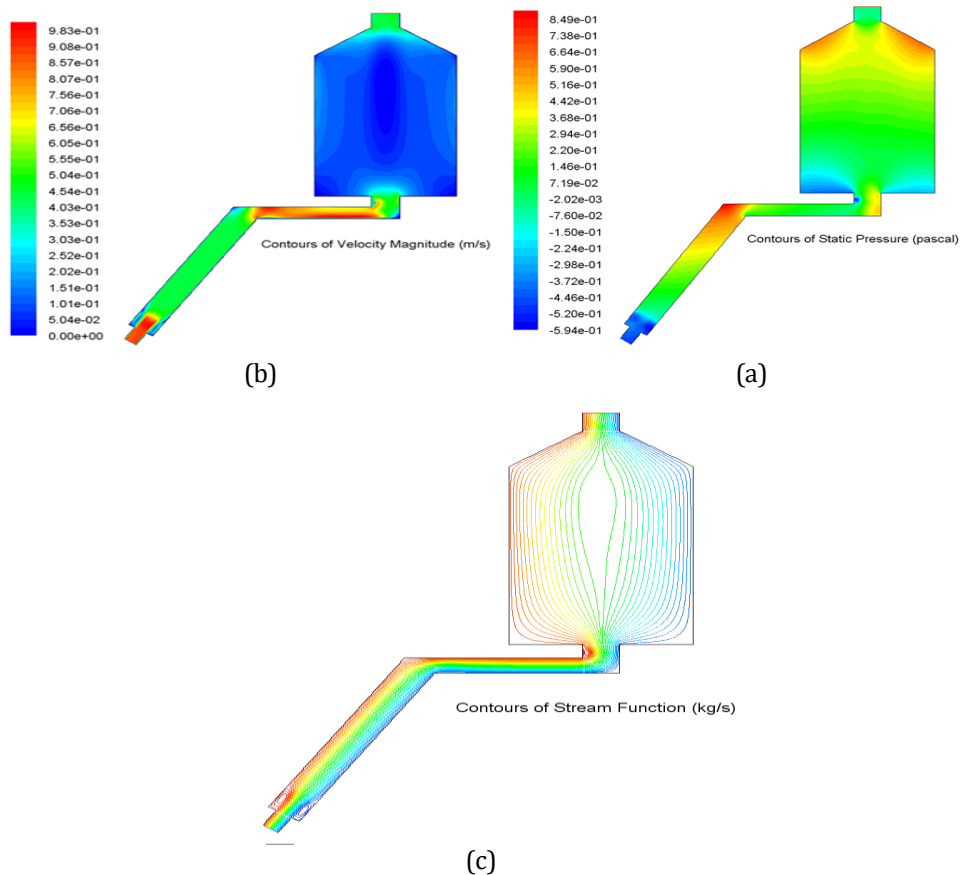 9.83e-01
9.08e-01
8.57e-01
8.07e-01
7.56e-01
7.06e-01
6.56e-01
6.05e-01
5.55e-01
5.04e-01
4.54e-01
4.03e-01
3.53e-01
3.03e-01
2.52e-01
2.02e-01
1.51e-01
1.01e-01
5.04e-02
0.00e+00
Contours of Velocity Magnitude (m/s)
(b)
8.49e-01
7.38e-01
6.64e-01
5.90e-01
5.16e-01
4.42e-01
3.68e-01
2.94e-01
2.20e-01
1.46e-01
7.19e-02
-2.02e-03
-7.60e-02
-1.50e-01
-2.24e-01
-2.98e-01
-3.72e-01
-4.46e-01
-5.20e-01
-5.94e-01
Contours of Static Pressure (pascal)
(a)
Contours of Stream Function (kg/s)
(c)